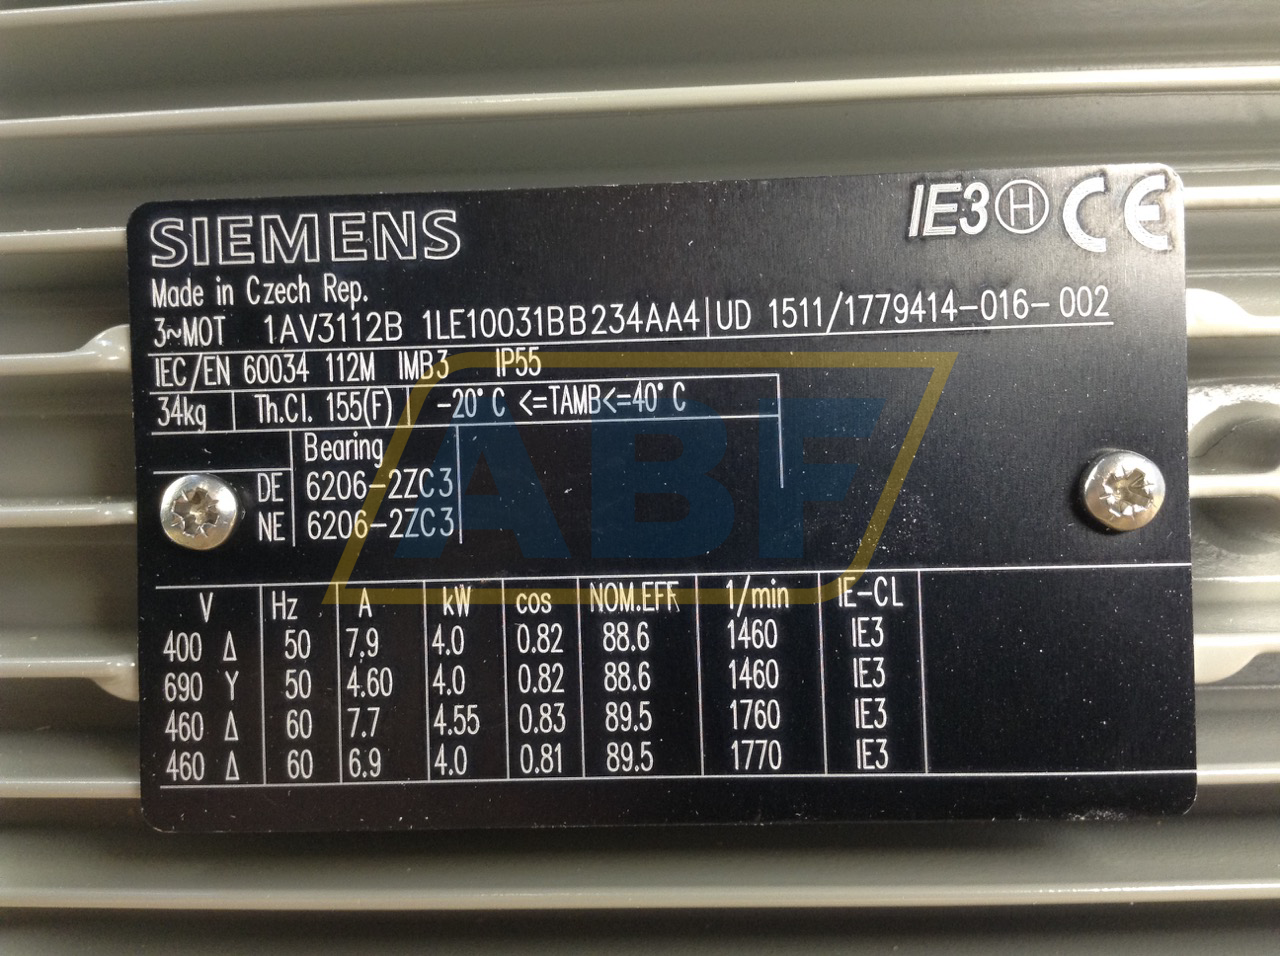 SIEMENS
IE3 H CE
Made in Czech Rep.
3~MOT 1AV3112B 1LE10031BB234AA4 UD 1511/1779414-016-002
IEC/EN 60034 112M IMB3 IP55
34kg Th.Cl. 155(F) -20°C <=TAMB<=40°C
Bearing
DE 6206-2ZC3
NE 6206-2ZC3
V Hz A kW cos NOM.EFF 1/min IE-CL
400 Δ 50 7.9 4.0 0.82 88.6 1460 IE3
690 Y 50 4.60 4.0 0.82 88.6 1460 IE3
460 Δ 60 7.7 4.55 0.83 89.5 1760 IE3
460 Δ 60 6.9 4.0 0.81 89.5 1770 IE3
ABF